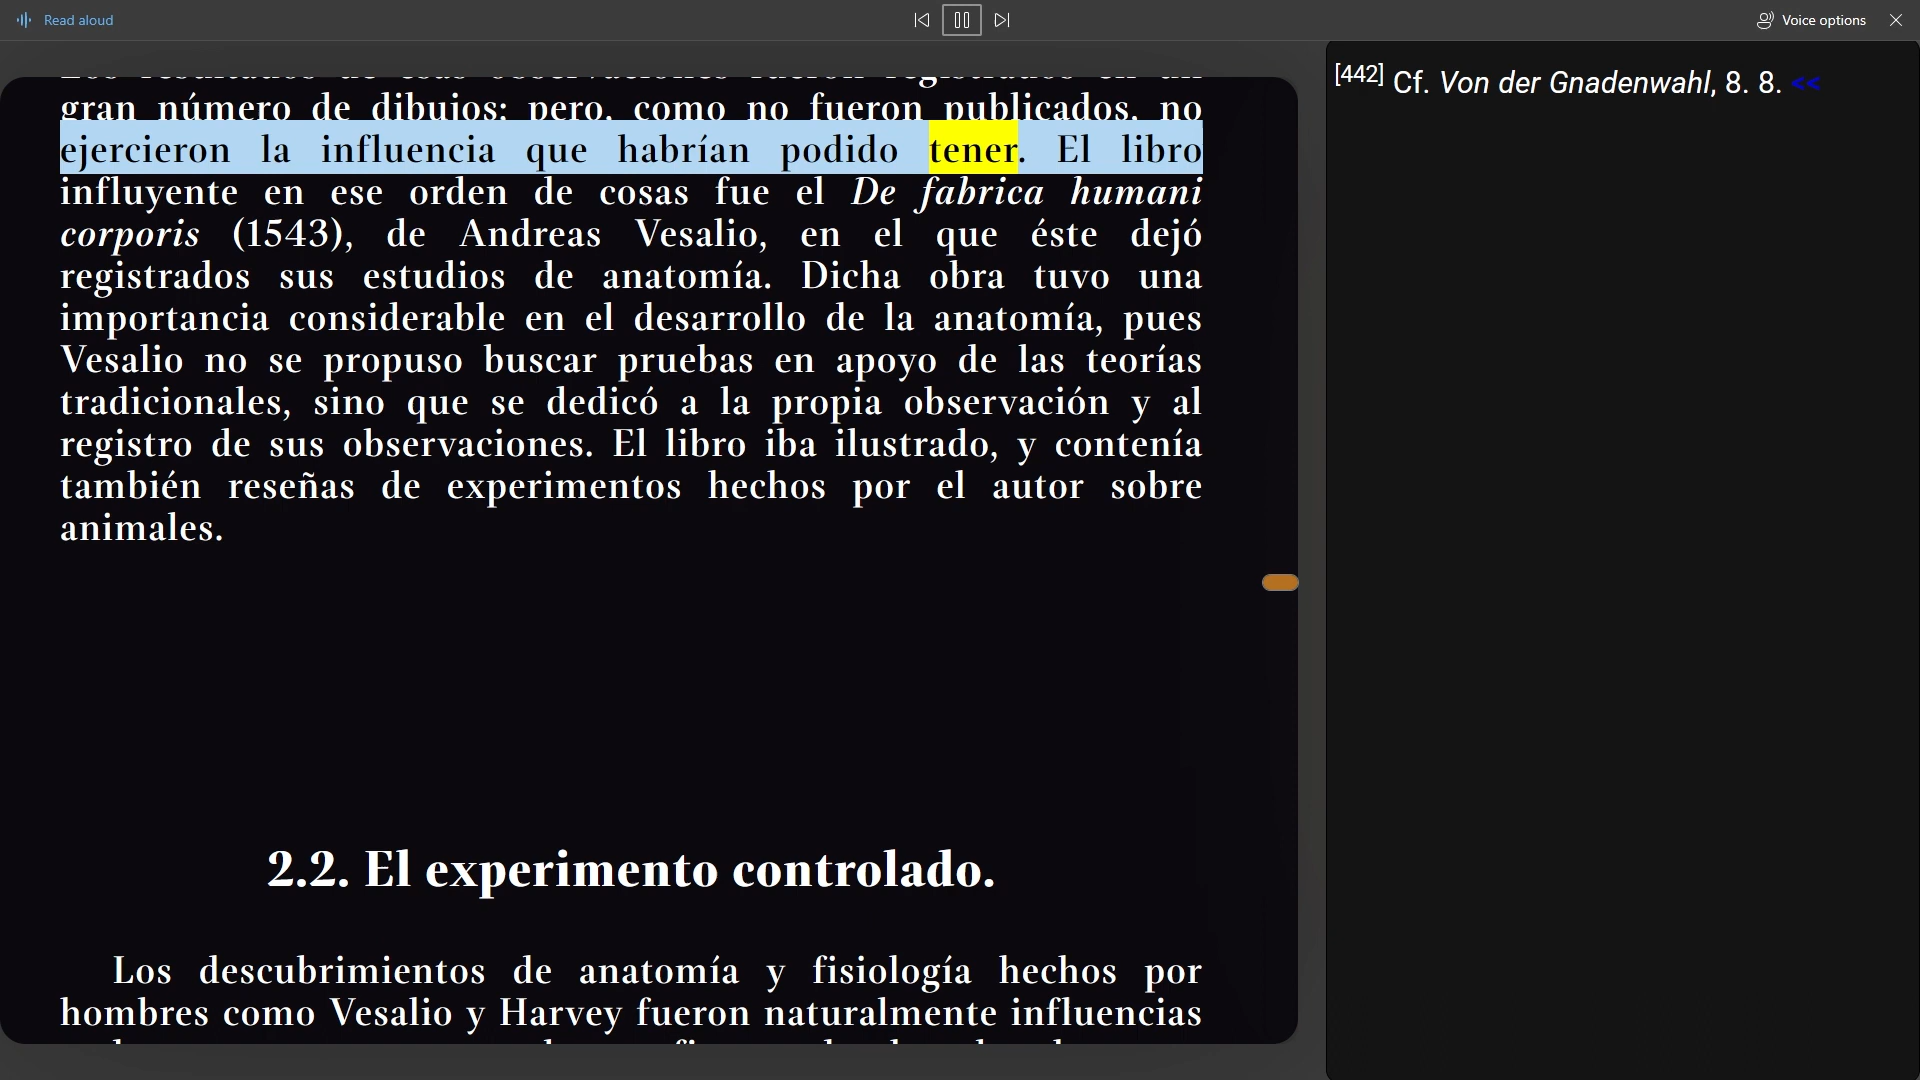 Read aloud
Voice options
gran número de dibujos; pero, como no fueron publicados, no
ejercieron la influencia que habrían podido tener. El libro
influyente en ese orden de cosas fue el De fabrica humani
corporis (1543), de Andreas Vesalio, en el que éste dejó
registrados sus estudios de anatomía. Dicha obra tuvo una
importancia considerable en el desarrollo de la anatomía, pues
Vesalio no se propuso buscar pruebas en apoyo de las teorías
tradicionales, sino que se dedicó a la propia observación y al
registro de sus observaciones. El libro iba ilustrado, y contenía
también reseñas de experimentos hechos por el autor sobre
animales.
2.2. El experimento controlado.
Los descubrimientos de anatomía y fisiología hechos por
hombres como Vesalio y Harvey fueron naturalmente influencias
[442] Cf. Von der Gnadenwahl, 8. 8. <<